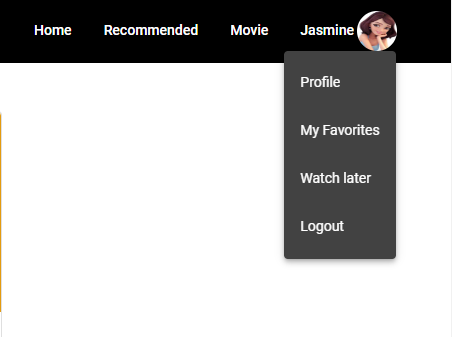 Home Recommended Movie Jasmine
Profile
My Favorites
Watch later
Logout